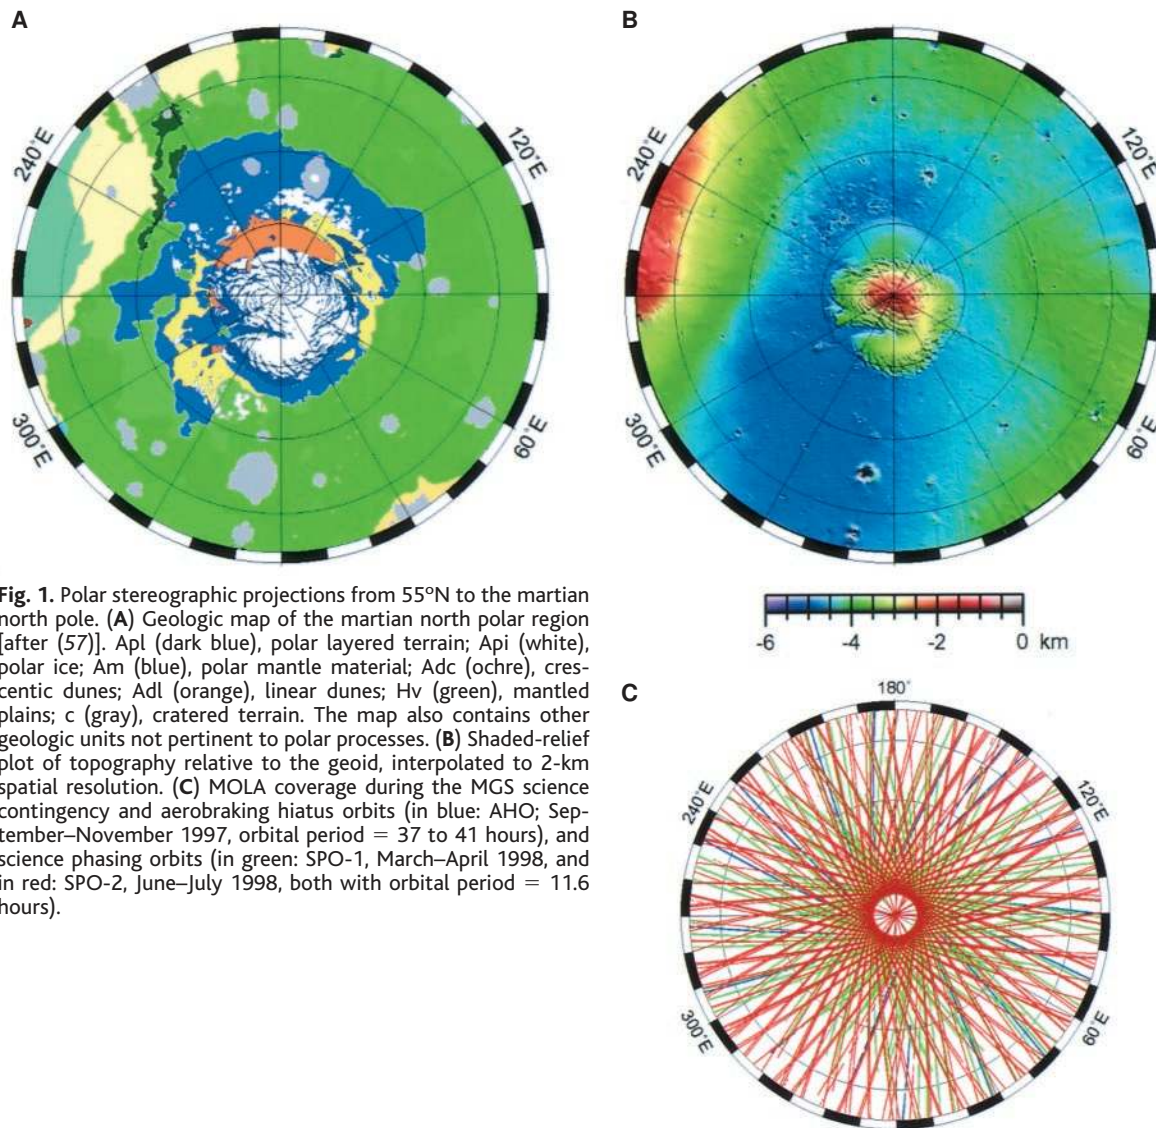 A
B
240°E
120°E
300°E
60°E
240°E
120°E
300°E
60°E
Fig. 1. Polar stereographic projections from 55°N to the martian
north pole. (A) Geologic map of the martian north polar region
[after (57)]. Apl (dark blue), polar layered terrain; Api (white),
polar ice; Am (blue), polar mantle material; Adc (ochre), cres-
centic dunes; Adl (orange), linear dunes; Hv (green), mantled
plains; c (gray), cratered terrain. The map also contains other
geologic units not pertinent to polar processes. (B) Shaded-relief
plot of topography relative to the geoid, interpolated to 2-km
spatial resolution. (C) MOLA coverage during the MGS science
contingency and aerobraking hiatus orbits (in blue: AHO; Sep-
tember–November 1997, orbital period = 37 to 41 hours), and
science phasing orbits (in green: SPO-1, March–April 1998, and
in red: SPO-2, June–July 1998, both with orbital period = 11.6
hours).
-6 -4 -2 0 km
C
180°
240°E
120°E
300°E
60°E